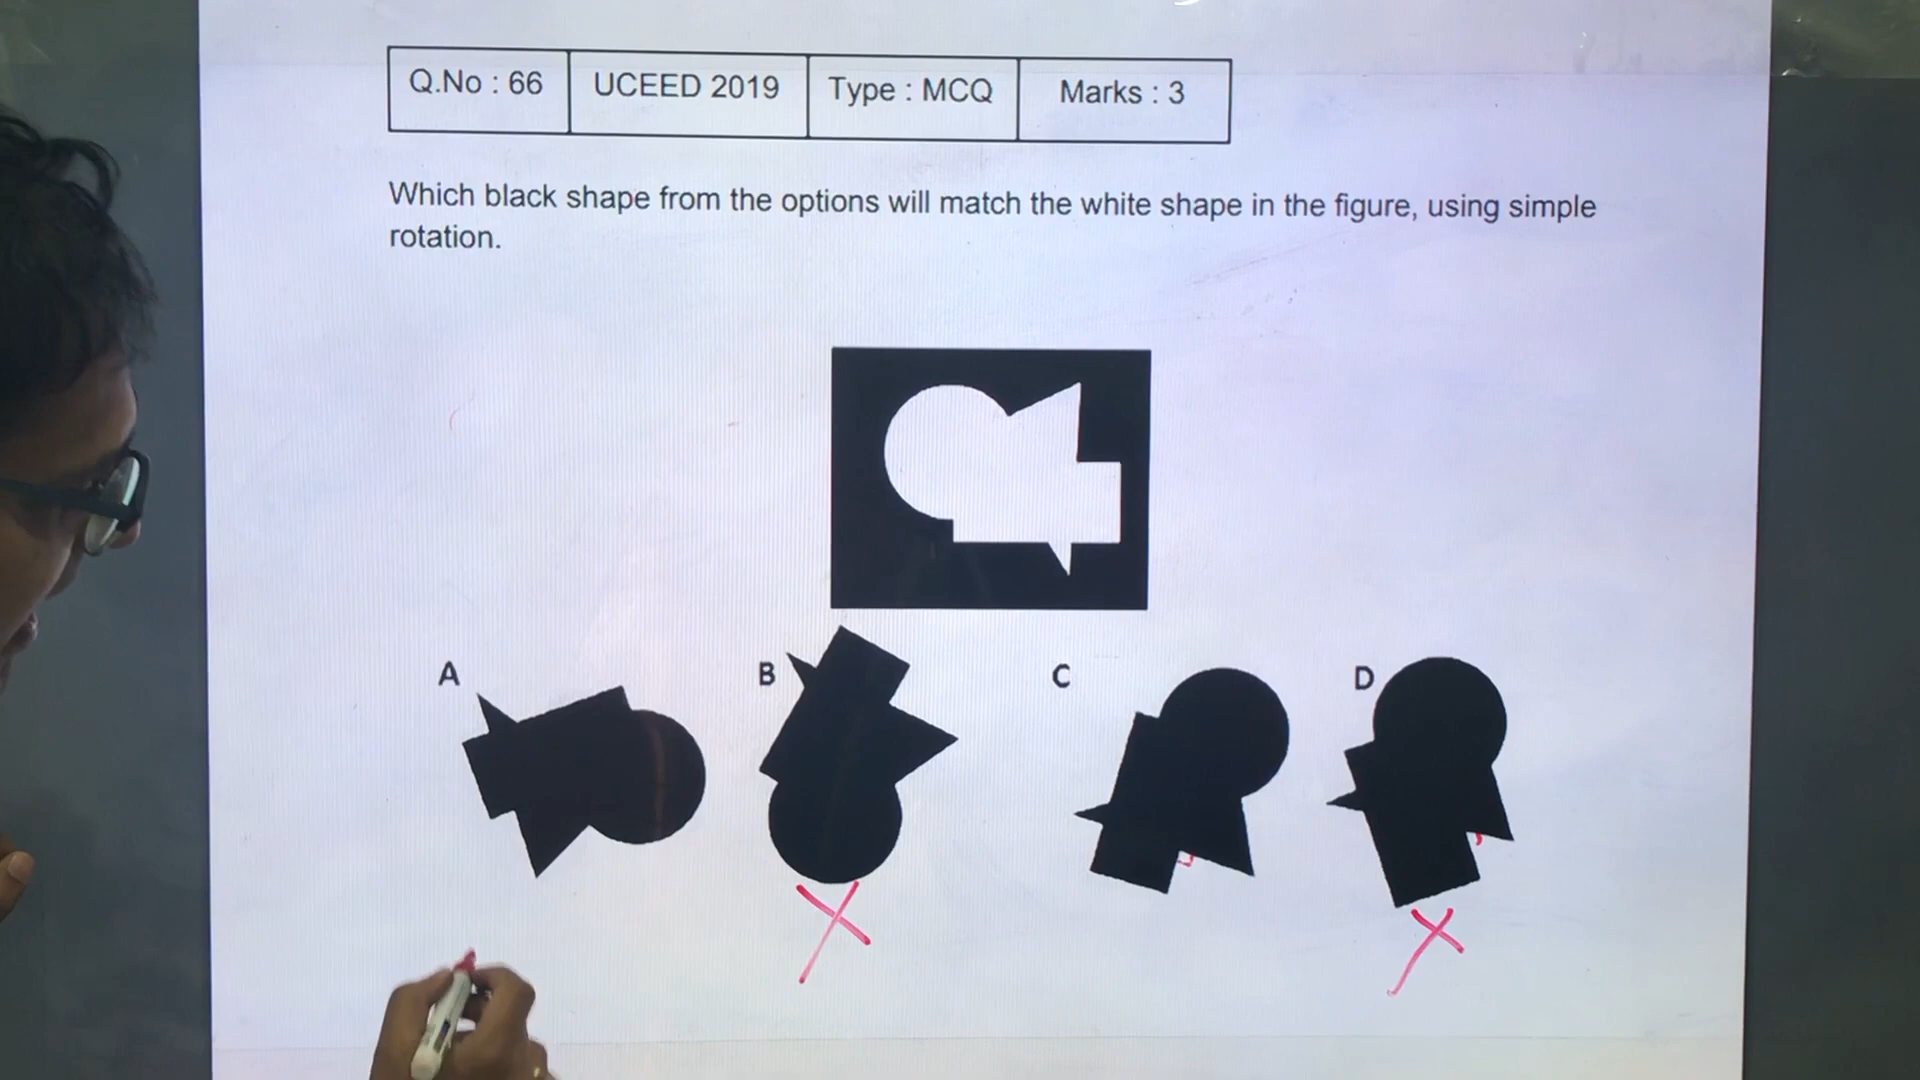 Q.No : 66 UCEED 2019 Type : MCQ Marks : 3
Which black shape from the options will match the white shape in the figure, using simple
rotation.
A B C D